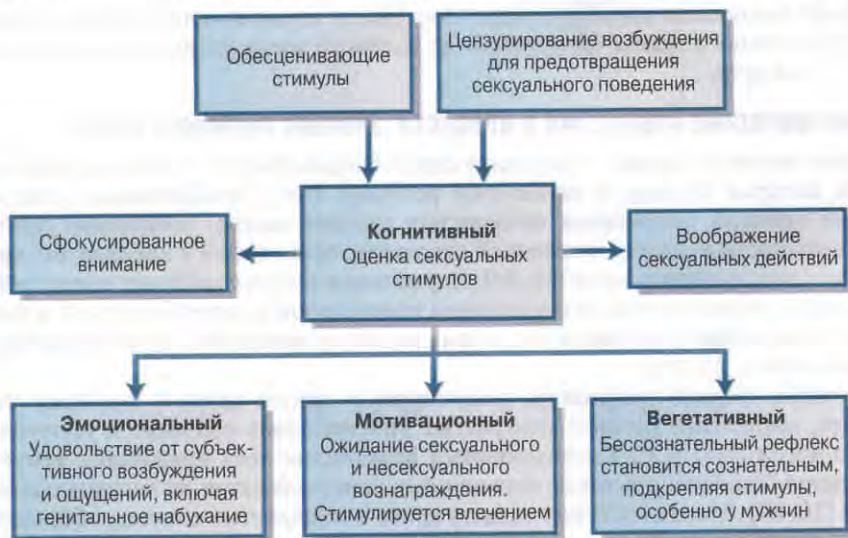 Обесценивающие
стимулы
Цензурирование возбуждения
для предотвращения
сексуального поведения
Сфокусированное
внимание
Когнитивный
Оценка сексуальных
стимулов
Воображение
сексуальных действий
Эмоциональный
Удовольствие от субъек-
тивного возбуждения
и ощущений, включая
генитальное набухание
Мотивационный
Ожидание сексуального
и несексуального
вознаграждения.
Стимулируется влечением
Вегетативный
Бессознательный рефлекс
становится сознательным,
подкрепляя стимулы,
особенно у мужчин